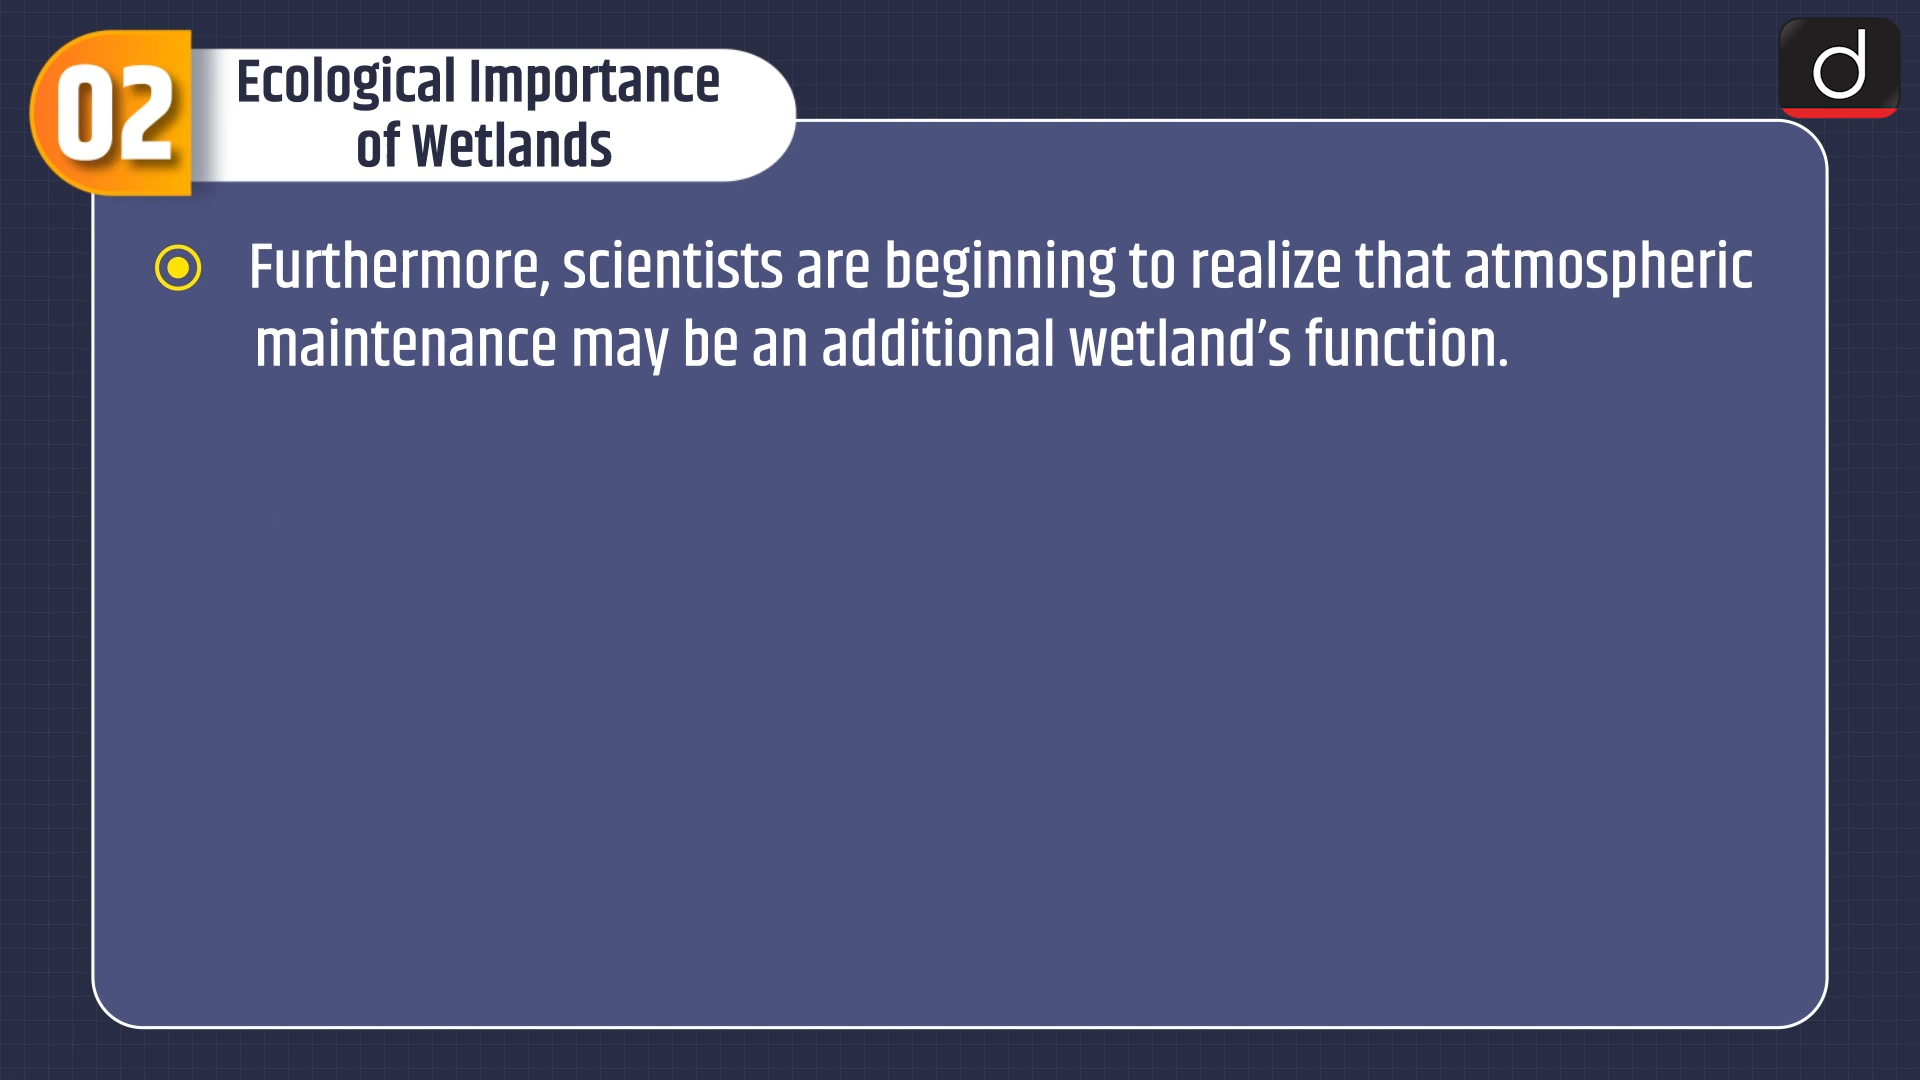 02
Ecological Importance
of Wetlands
d
Furthermore, scientists are beginning to realize that atmospheric
maintenance may be an additional wetland’s function.